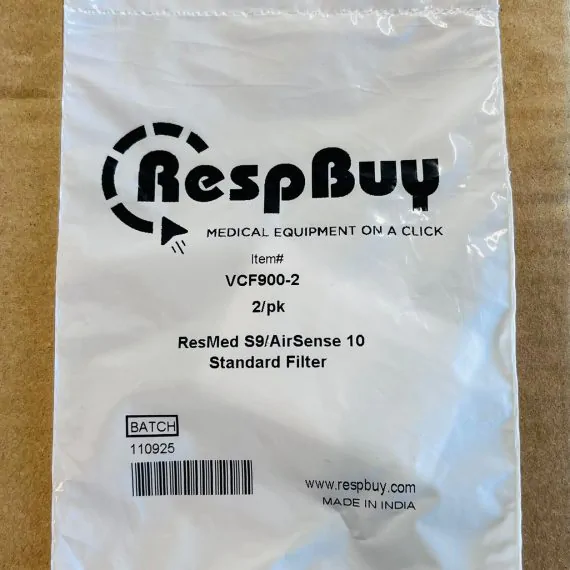 RespBuy
MEDICAL EQUIPMENT ON A CLICK
Item#
VCF900-2
2/pk
ResMed S9/AirSense 10
Standard Filter
BATCH
110925
www.respbuy.com
MADE IN INDIA